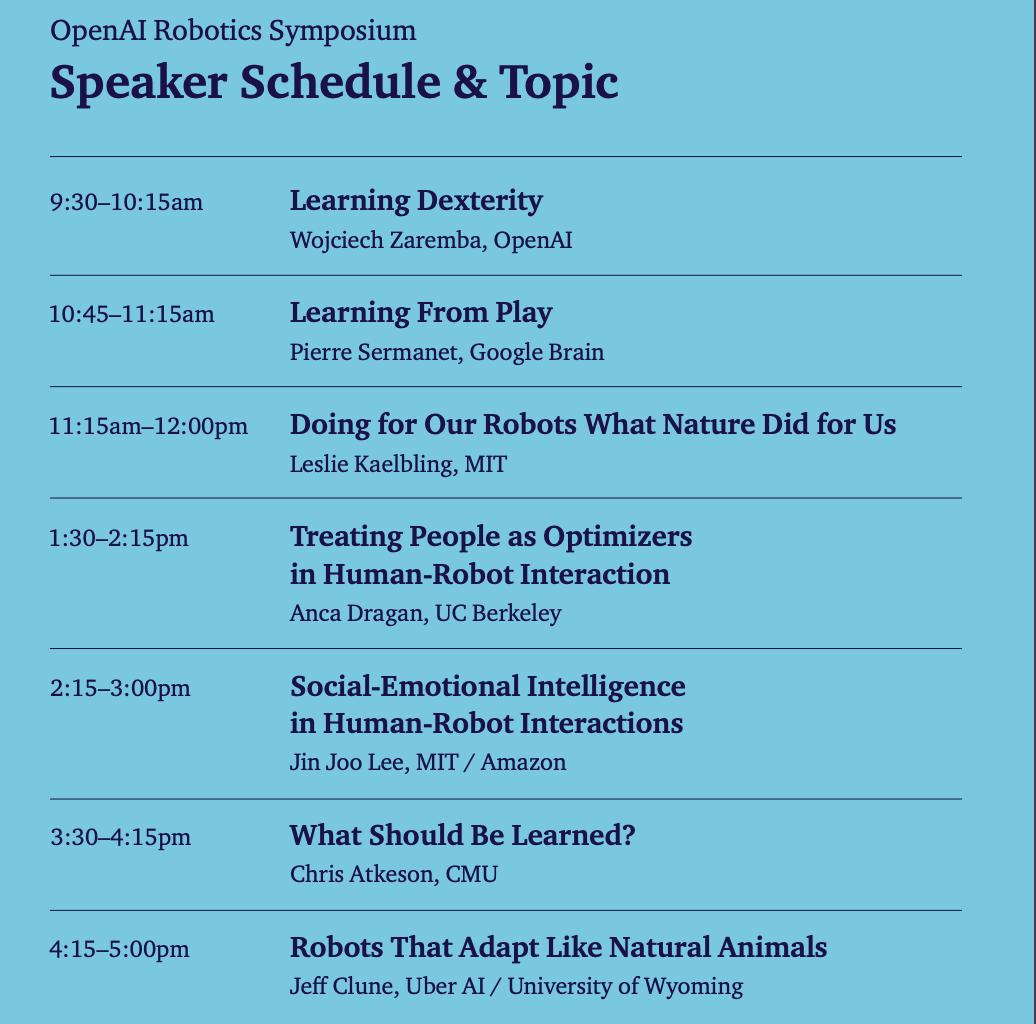 OpenAI Robotics Symposium
Speaker Schedule & Topic
9:30–10:15am Learning Dexterity
Wojciech Zaremba, OpenAI
10:45–11:15am Learning From Play
Pierre Sermanet, Google Brain
11:15am–12:00pm Doing for Our Robots What Nature Did for Us
Leslie Kaelbling, MIT
1:30–2:15pm Treating People as Optimizers
in Human-Robot Interaction
Anca Dragan, UC Berkeley
2:15–3:00pm Social-Emotional Intelligence
in Human-Robot Interactions
Jin Joo Lee, MIT / Amazon
3:30–4:15pm What Should Be Learned?
Chris Atkeson, CMU
4:15–5:00pm Robots That Adapt Like Natural Animals
Jeff Clune, Uber AI / University of Wyoming